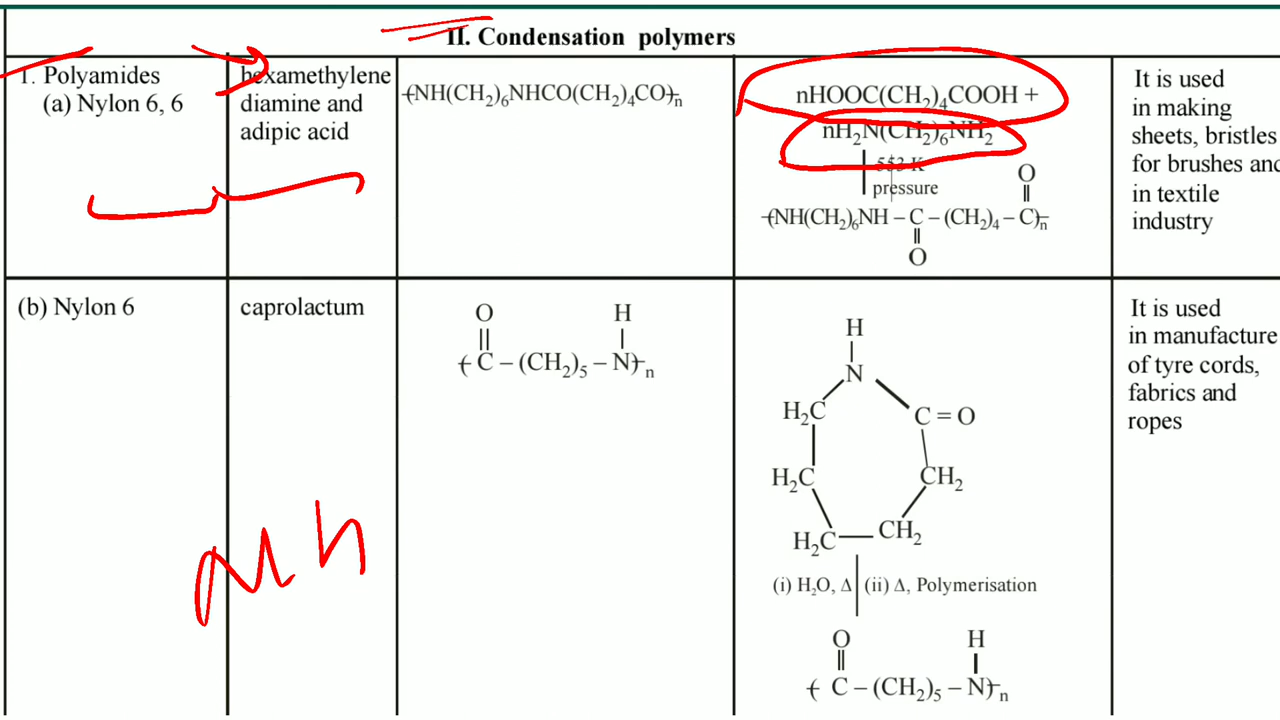 II. Condensation polymers
1. Polyamides
(a) Nylon 6, 6
hexamethylene
diamine and
adipic acid
-(NH(CH₂)₆NHCO(CH₂)₄CO)-ₙ
nHOOC(CH₂)₄COOH +
nH₂N(CH₂)₆NH₂
553 K
pressure
O
||
-(NH(CH₂)₆NH – C – (CH₂)₄ – C)-ₙ
||
O
It is used
in making
sheets, bristles
for brushes and
in textile
industry
(b) Nylon 6
caprolactum
O H
|| |
-( C – (CH₂)₅ – N)-ₙ
H
|
N
H₂C C = O
H₂C CH₂
H₂C — CH₂
(i) H₂O, Δ (ii) Δ, Polymerisation
O H
|| |
-( C – (CH₂)₅ – N)-ₙ
It is used
in manufacture
of tyre cords,
fabrics and
ropes